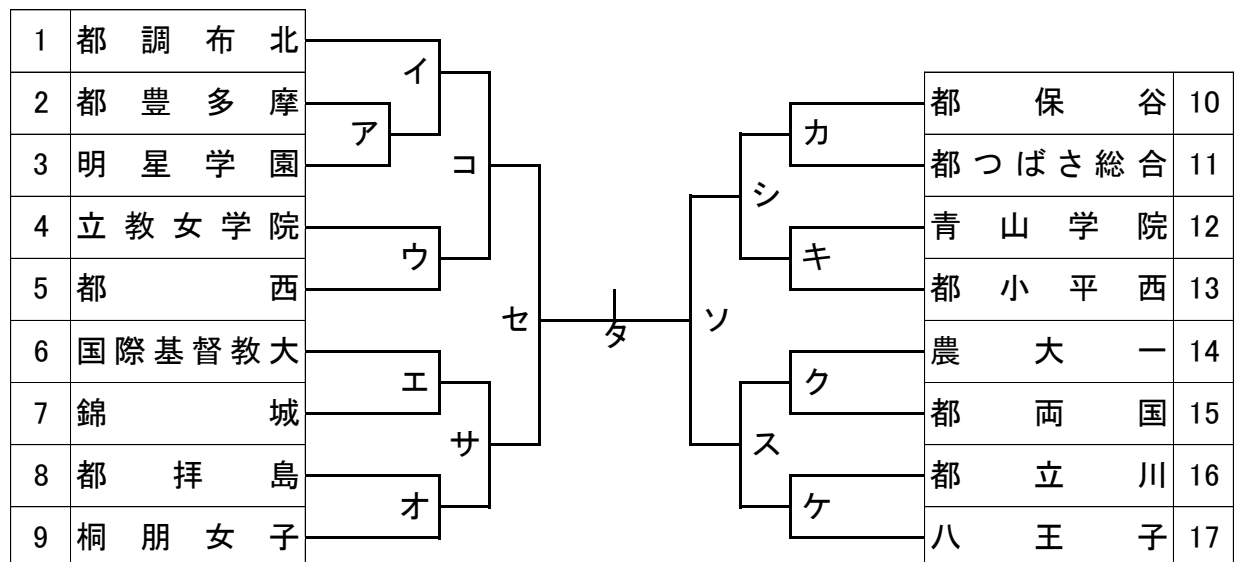 1 都調布北
2 都豊多摩
3 明星学園
4 立教女学院
5 都西
6 国際基督教大
7 錦城
8 都拝島
9 桐朋女子
イ
ア
コ
ウ
セ
エ
サ
オ
タ
ソ
シ
カ
キ
ク
ス
ケ
都保谷 10
都つばさ総合 11
青山学院 12
都小平西 13
農大一 14
都両国 15
都立川 16
八王子 17